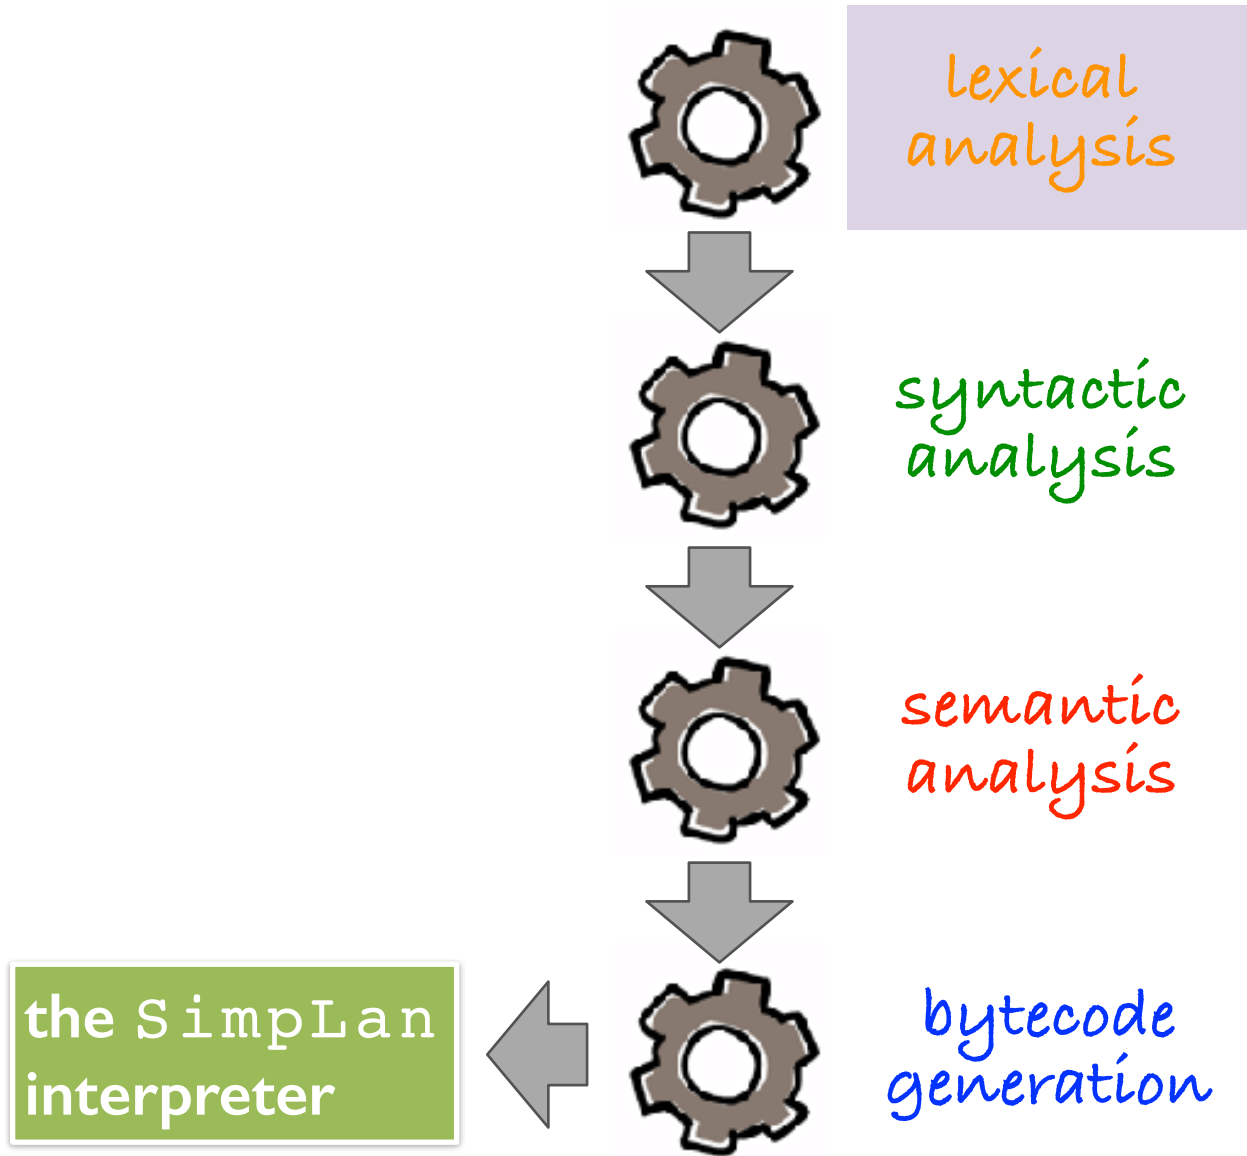 lexical
analysis
syntactic
analysis
semantic
analysis
bytecode
generation
the SimpLan
interpreter